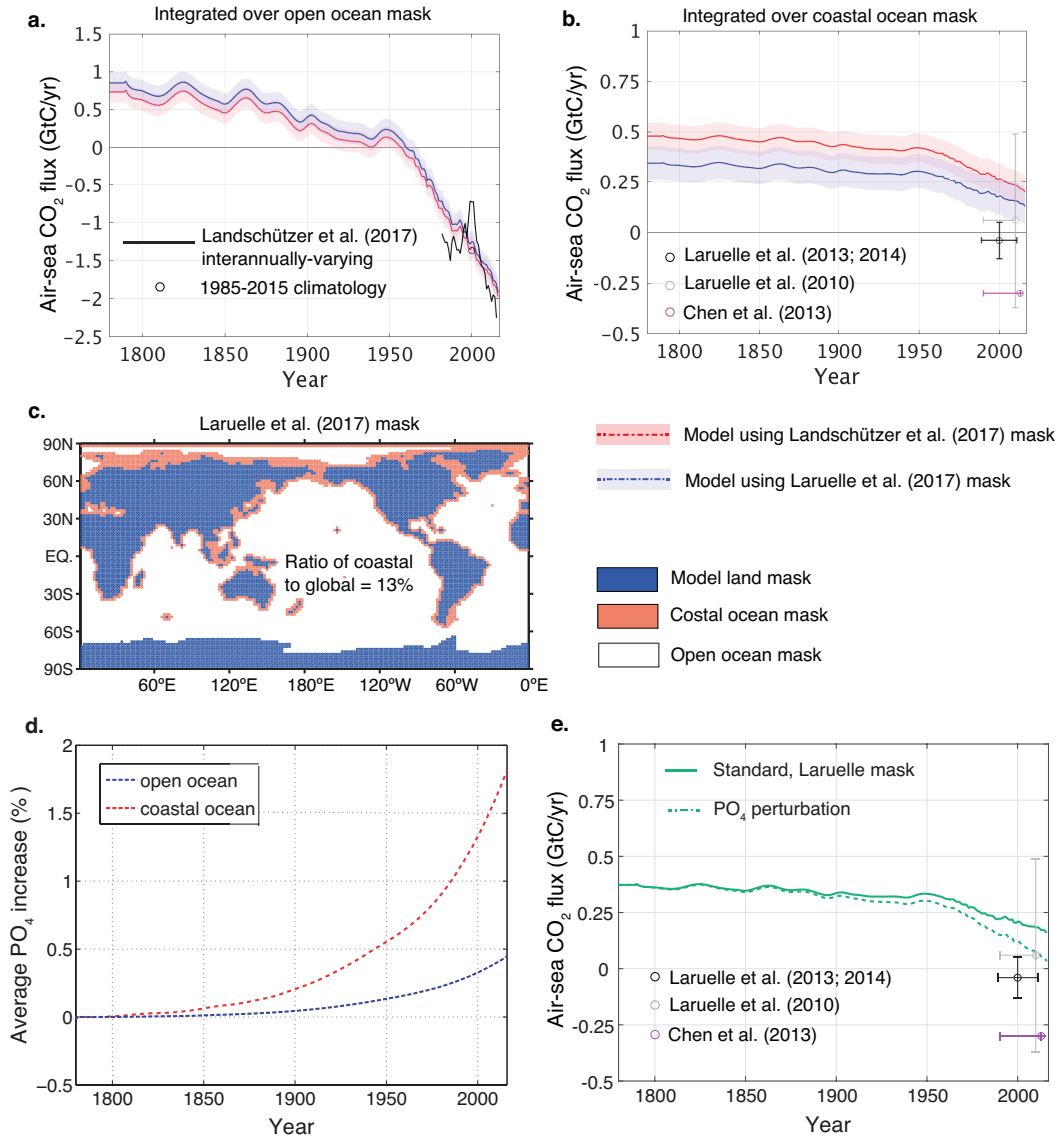 a.
Integrated over open ocean mask
Air-sea CO2 flux (GtC/yr)
1.5
1
0.5
0
−0.5
−1
−1.5
−2
−2.5
Landschützer et al. (2017)
interannually-varying
1985-2015 climatology
1800 1850 1900 1950 2000
Year
b.
Integrated over coastal ocean mask
Air-sea CO2 flux (GtC/yr)
1
0.75
0.5
0.25
0
−0.25
−0.5
Laruelle et al. (2013; 2014)
Laruelle et al. (2010)
Chen et al. (2013)
1800 1850 1900 1950 2000
Year
c.
Laruelle et al. (2017) mask
90N
60N
30N
EQ.
30S
60S
90S
Ratio of coastal
to global = 13%
60ºE 120ºE 180ºE 120ºW 60ºW 0ºE
Model using Landschützer et al. (2017) mask
Model using Laruelle et al. (2017) mask
Model land mask
Costal ocean mask
Open ocean mask
d.
Average PO4 increase (%)
2
1.5
1
0.5
0
−0.5
open ocean
coastal ocean
1800 1850 1900 1950 2000
Year
e.
Air-sea CO2 flux (GtC/yr)
1
0.75
0.5
0.25
0
-0.25
-0.5
Standard, Laruelle mask
PO4 perturbation
Laruelle et al. (2013; 2014)
Laruelle et al. (2010)
Chen et al. (2013)
1800 1850 1900 1950 2000
Year